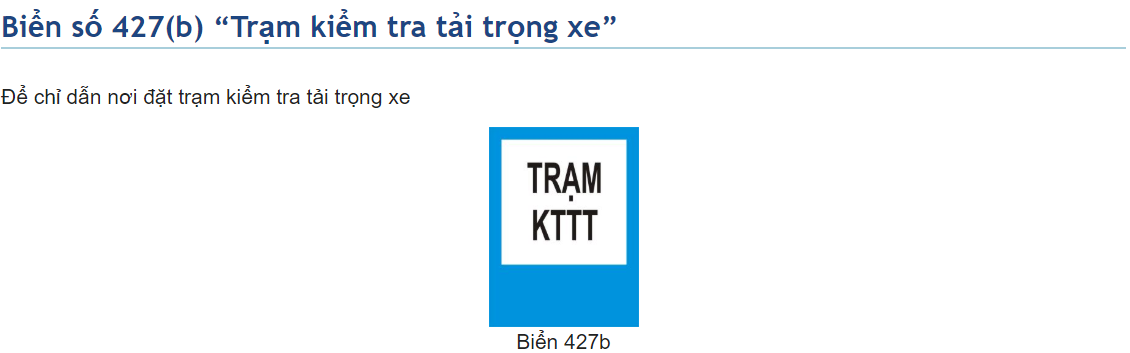 Biển số 427(b) “Trạm kiểm tra tải trọng xe”
Để chỉ dẫn nơi đặt trạm kiểm tra tải trọng xe
TRẠM
KTTT
Biển 427b